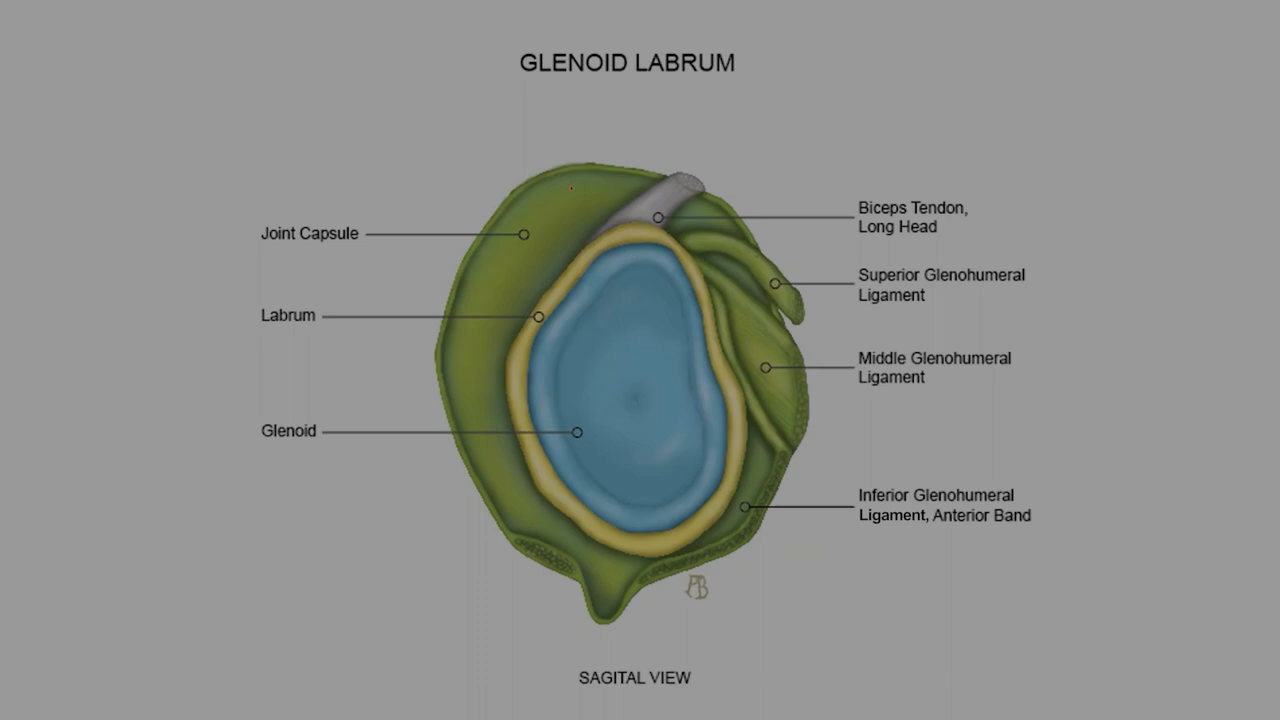 GLENOID LABRUM
Joint Capsule
Labrum
Glenoid
Biceps Tendon,
Long Head
Superior Glenohumeral
Ligament
Middle Glenohumeral
Ligament
Inferior Glenohumeral
Ligament, Anterior Band
AB
SAGITAL VIEW